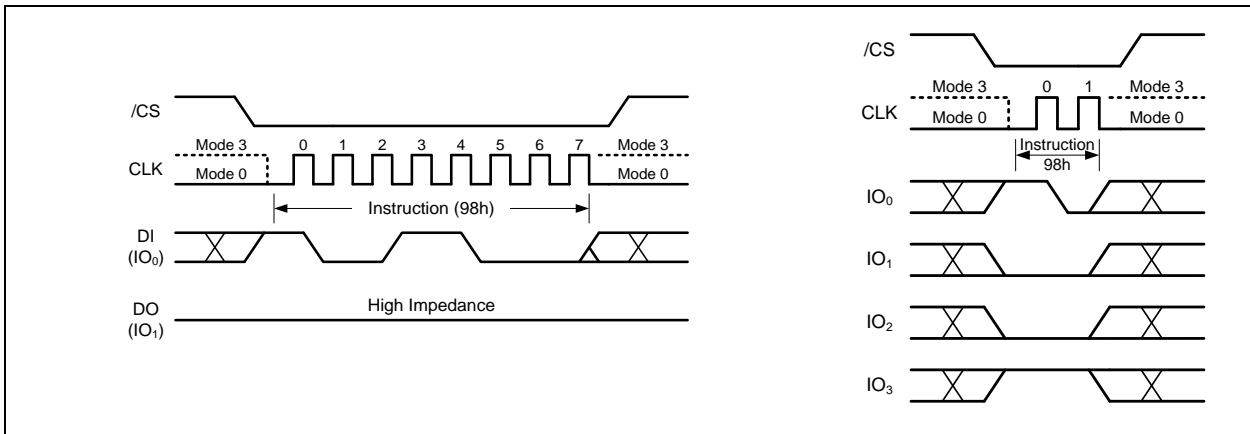 /CS
Mode 3 0 1 2 3 4 5 6 7 Mode 3
CLK
Mode 0 Mode 0
Instruction (98h)
DI
(IO0)
High Impedance
DO
(IO1)
/CS
Mode 3 0 1 Mode 3
CLK
Mode 0 Mode 0
Instruction
98h
IO0
IO1
IO2
IO3